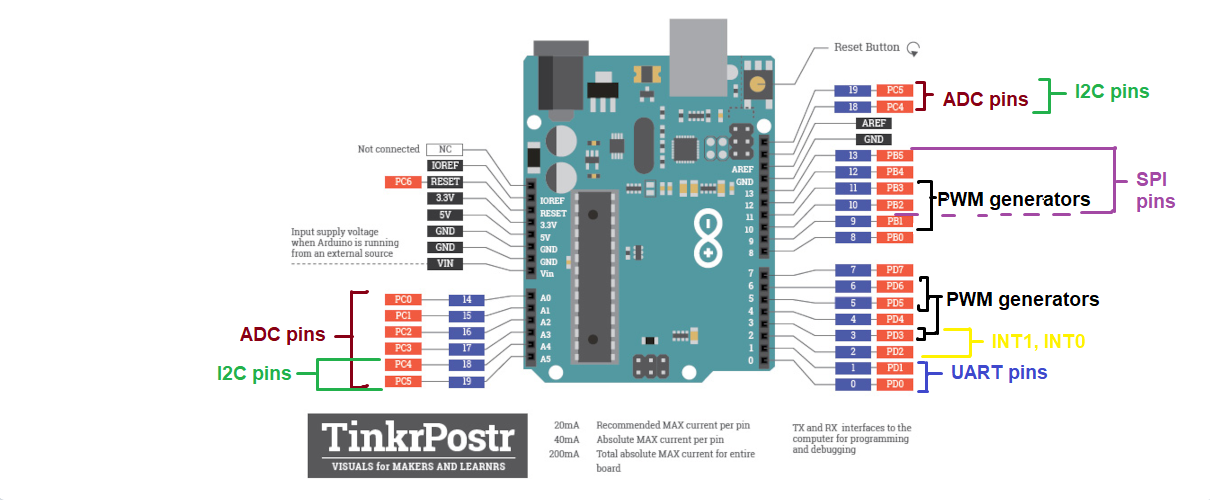 Reset Button
19 PC5
18 PC4
ADC pins
I2C pins
AREF
GND
13 PB5
12 PB4
11 PB3
10 PB2
9 PB1
8 PB0
PWM generators
SPI
pins
7 PD7
6 PD6
5 PD5
4 PD4
3 PD3
2 PD2
1 PD1
0 PD0
PWM generators
INT1, INT0
UART pins
Not connected NC
IOREF
PC6 RESET
3.3V
5V
GND
GND
VIN
Input supply voltage
when Arduino is running
from an external source
PC0 14
PC1 15
PC2 16
PC3 17
PC4 18
PC5 19
ADC pins
I2C pins
IOREF
RESET
3.3V
5V
GND
GND
Vin
A0
A1
A2
A3
A4
A5
AREF
GND
13
12
11
10
9
8
7
6
5
4
3
2
1
0
TinkrPostr
VISUALS for MAKERS AND LEARNRS
20mA Recommended MAX current per pin
40mA Absolute MAX current per pin
200mA Total absolute MAX current for entire
board
TX and RX interfaces to the
computer for programming
and debugging